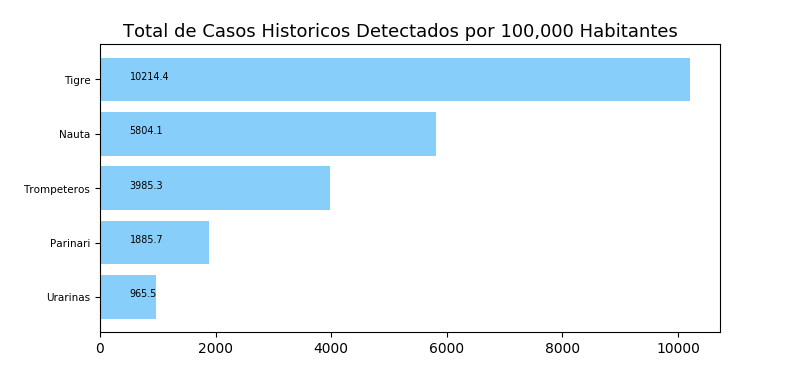 Total de Casos Historicos Detectados por 100,000 Habitantes
Tigre 10214.4
Nauta 5804.1
Trompeteros 3985.3
Parinari 1885.7
Urarinas 965.5
0 2000 4000 6000 8000 10000